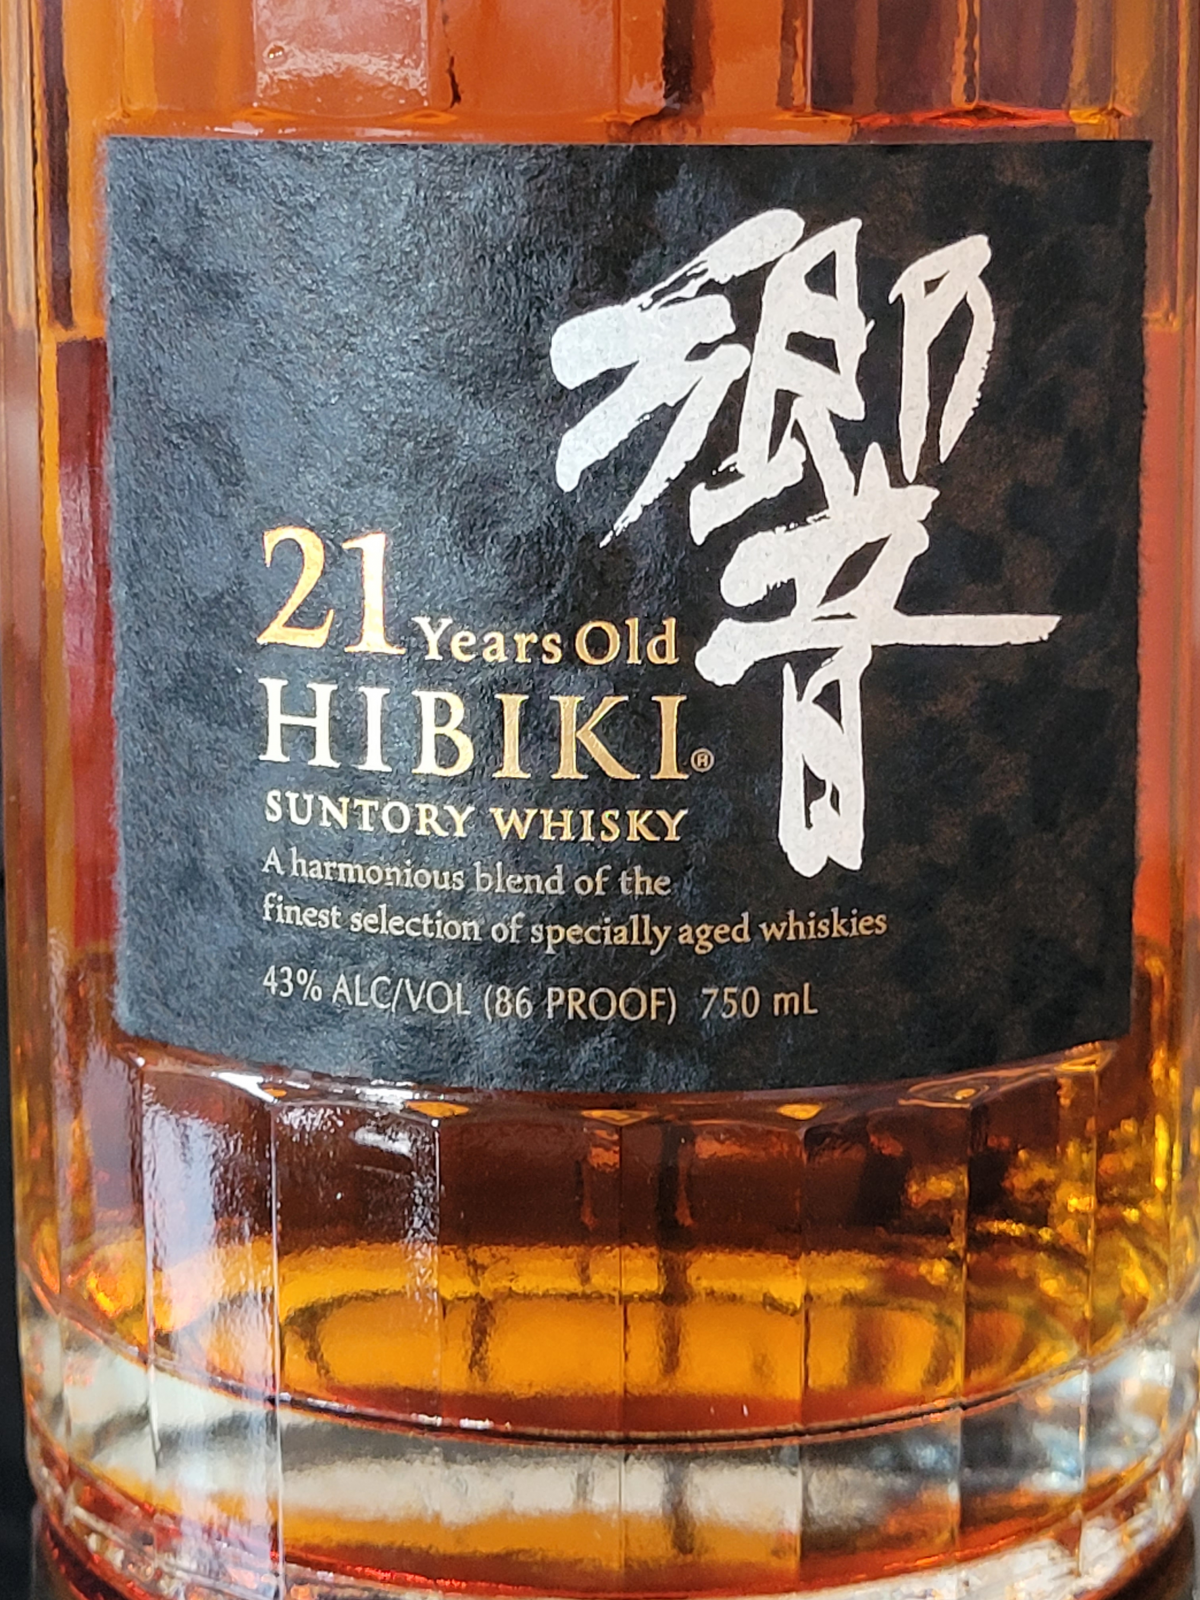 響
21 Years Old
HIBIKI®
SUNTORY WHISKY
A harmonious blend of the
finest selection of specially aged whiskies
43% ALC/VOL (86 PROOF) 750 mL